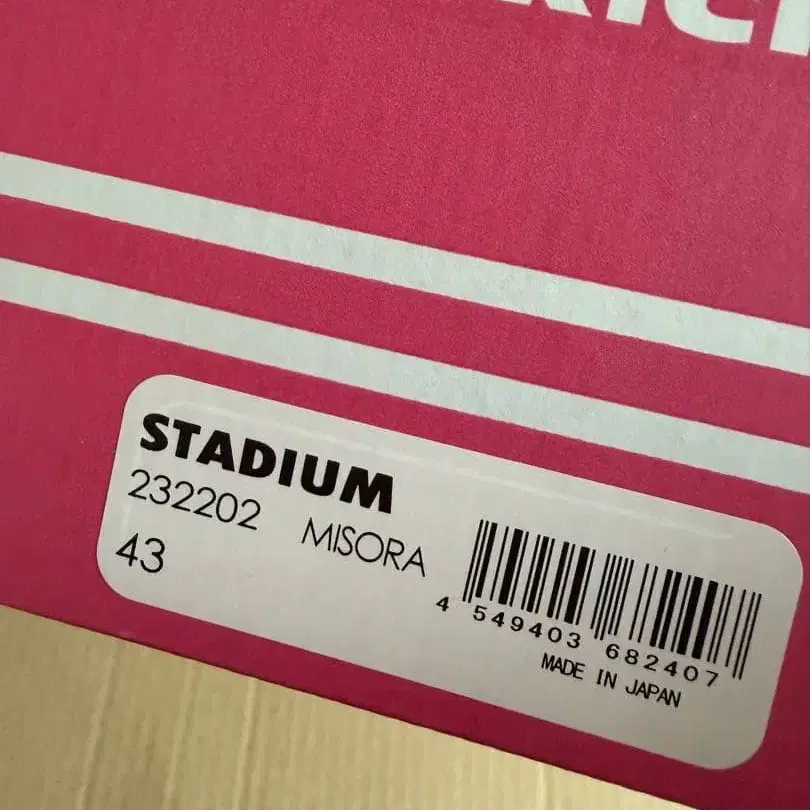 STADIUM
232202 MISORA
43
4 549403 682407
MADE IN JAPAN